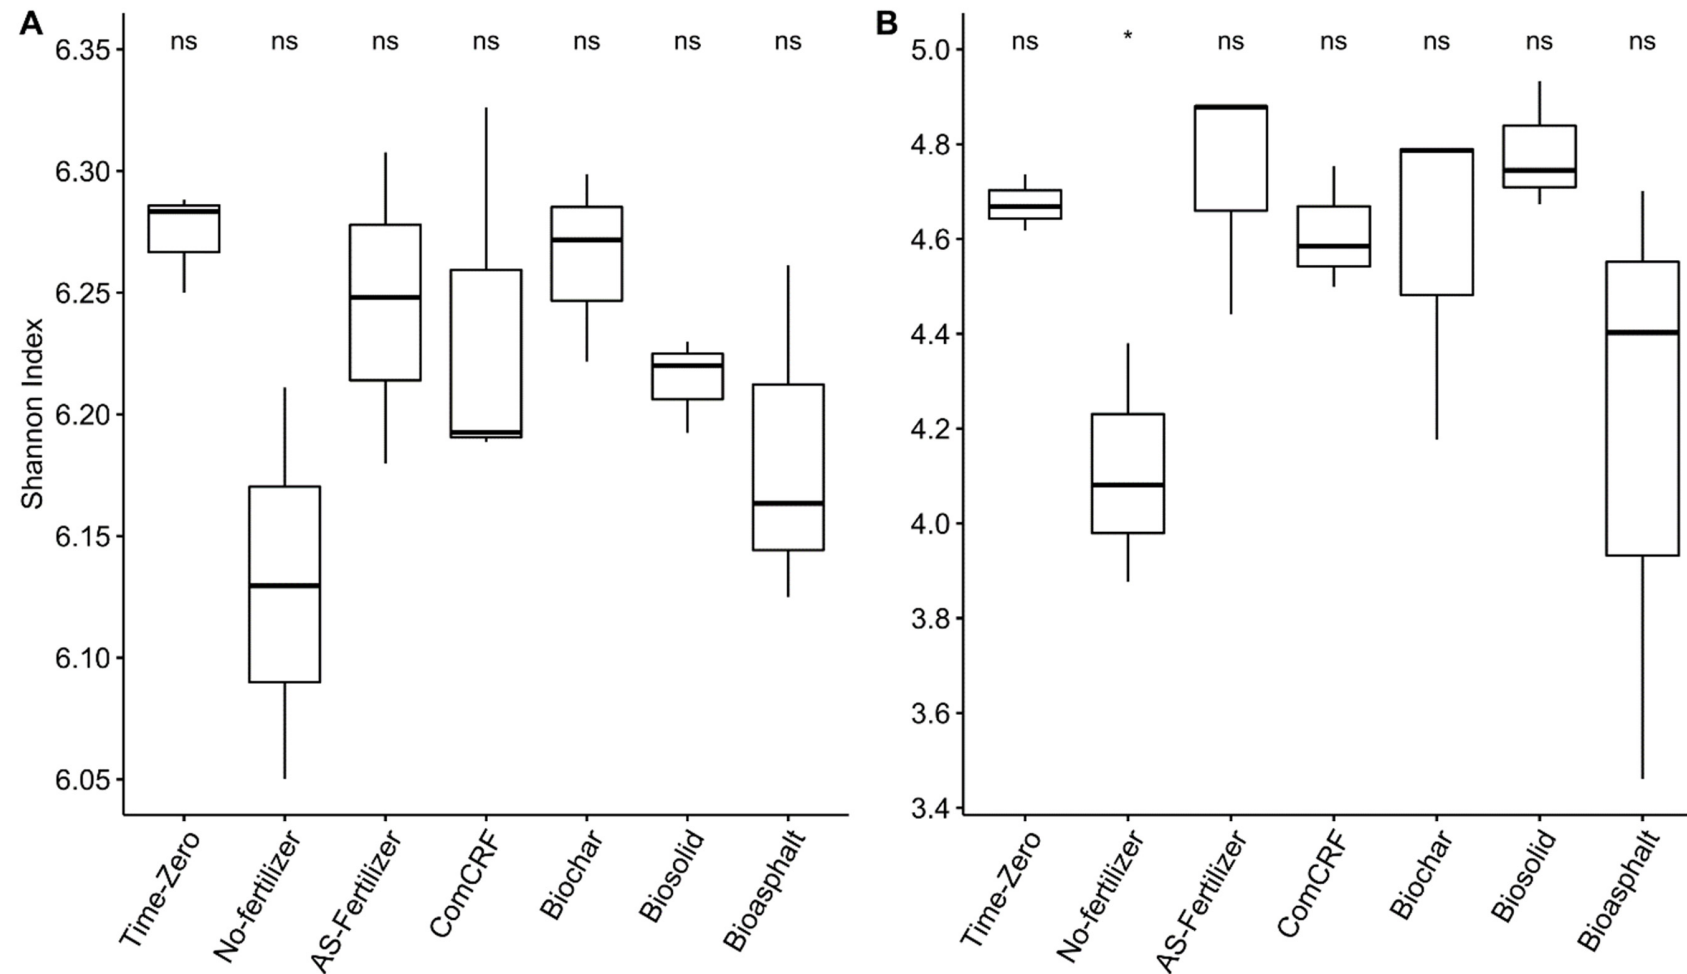 A
ns ns ns ns ns ns ns
Shannon Index
6.35
6.30
6.25
6.20
6.15
6.10
6.05
Time-Zero
No-fertilizer
AS-Fertilizer
ComCRF
Biochar
Biosolid
Bioasphalt
B
ns * ns ns ns ns ns
5.0
4.8
4.6
4.4
4.2
4.0
3.8
3.6
3.4
Time-Zero
No-fertilizer
AS-Fertilizer
ComCRF
Biochar
Biosolid
Bioasphalt